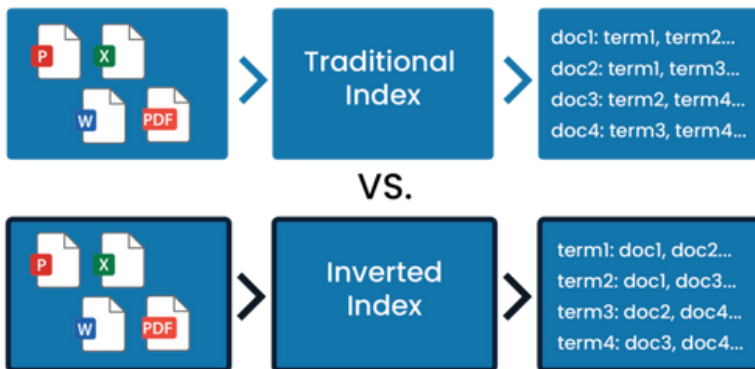 P
X
W
PDF
Traditional
Index
doc1: term1, term2...
doc2: term1, term3...
doc3: term2, term4...
doc4: term3, term4...
VS.
P
X
W
PDF
Inverted
Index
term1: doc1, doc2...
term2: doc1, doc3...
term3: doc2, doc4...
term4: doc3, doc4...